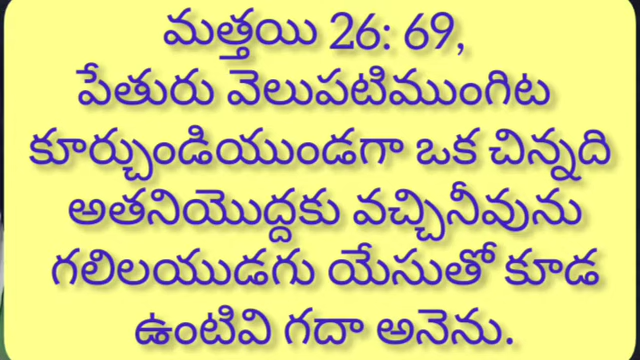 మత్తయి 26: 69,
పేతురు వెలుపటిముంగిట
కూర్చుండియుండగా ఒక చిన్నది
అతనియొద్దకు వచ్చినీవును
గలిలయుడగు యేసుతో కూడ
ఉంటివి గదా అనెను.